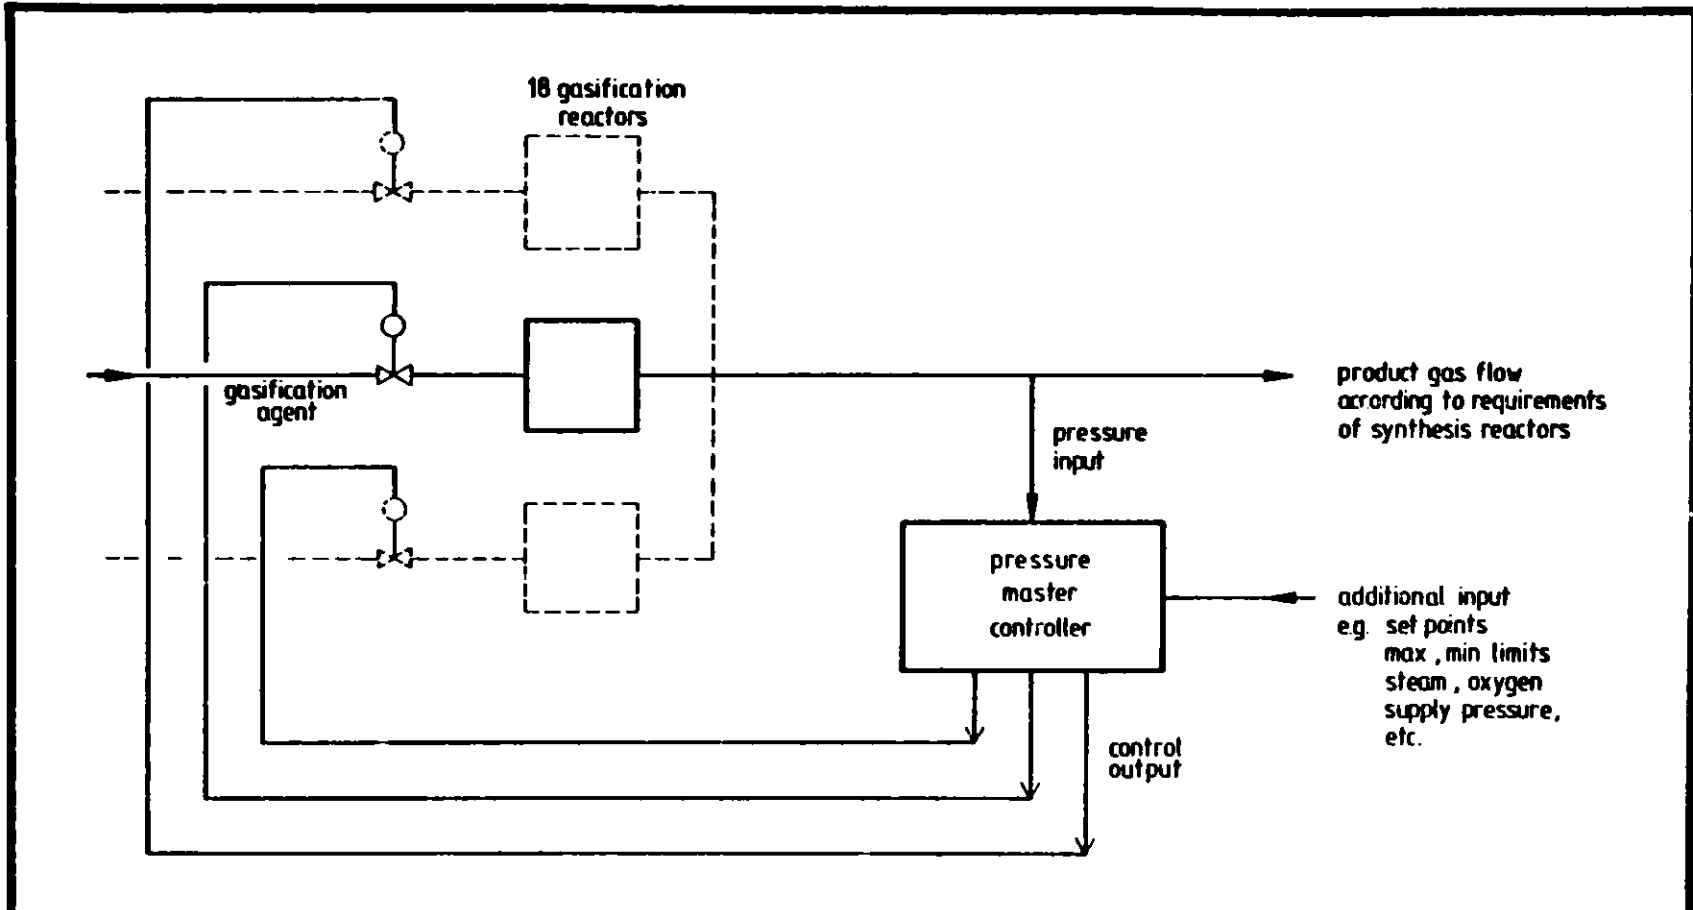 18 gasification
reactors
gasification
agent
product gas flow
according to requirements
of synthesis reactors
pressure
input
pressure
master
controller
additional input
e.g. set points
max , min limits
steam , oxygen
supply pressure,
etc.
control
output